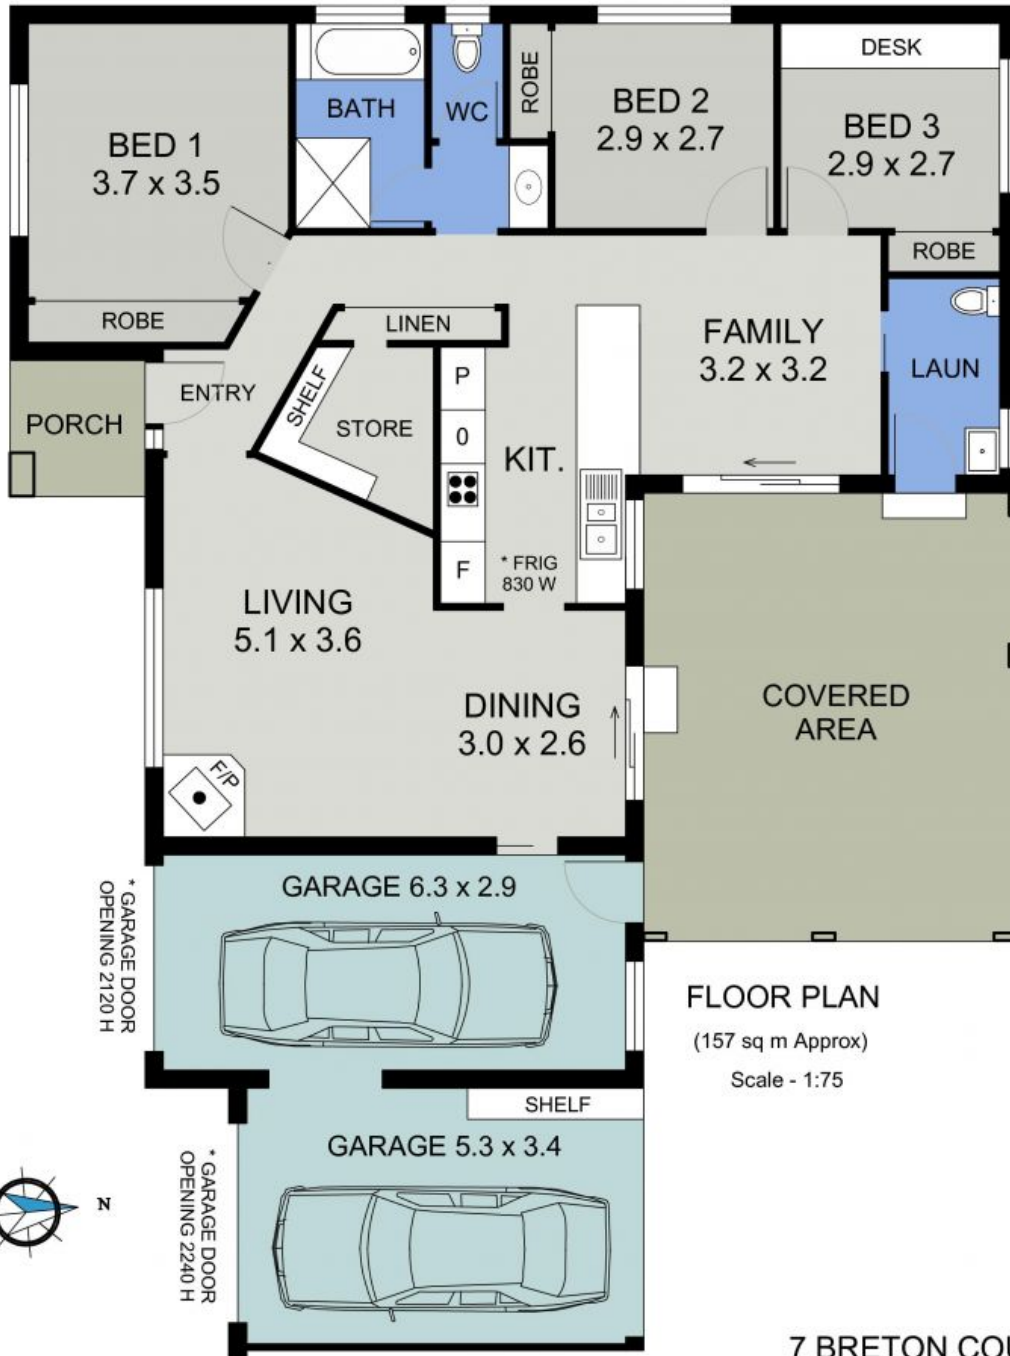 DESK
BED 1
3.7 x 3.5
BATH
WC
ROBE
BED 2
2.9 x 2.7
BED 3
2.9 x 2.7
ROBE
ROBE
LINEN
FAMILY
3.2 x 3.2
LAUN
ENTRY
PORCH
SHELF
STORE
P
0
F
KIT.
* FRIG
830 W
LIVING
5.1 x 3.6
DINING
3.0 x 2.6
COVERED
AREA
F/P
GARAGE 6.3 x 2.9
* GARAGE DOOR
OPENING 2120 H
FLOOR PLAN
(157 sq m Approx)
Scale - 1:75
SHELF
GARAGE 5.3 x 3.4
* GARAGE DOOR
OPENING 2240 H
N
7 BRETON